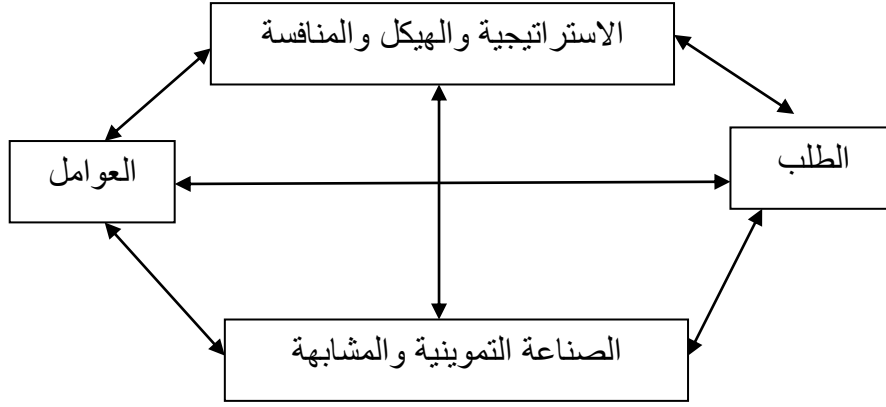 الاستراتيجية والهيكل والمنافسة
الطلب
العوامل
الصناعة التموينية والمشابهة